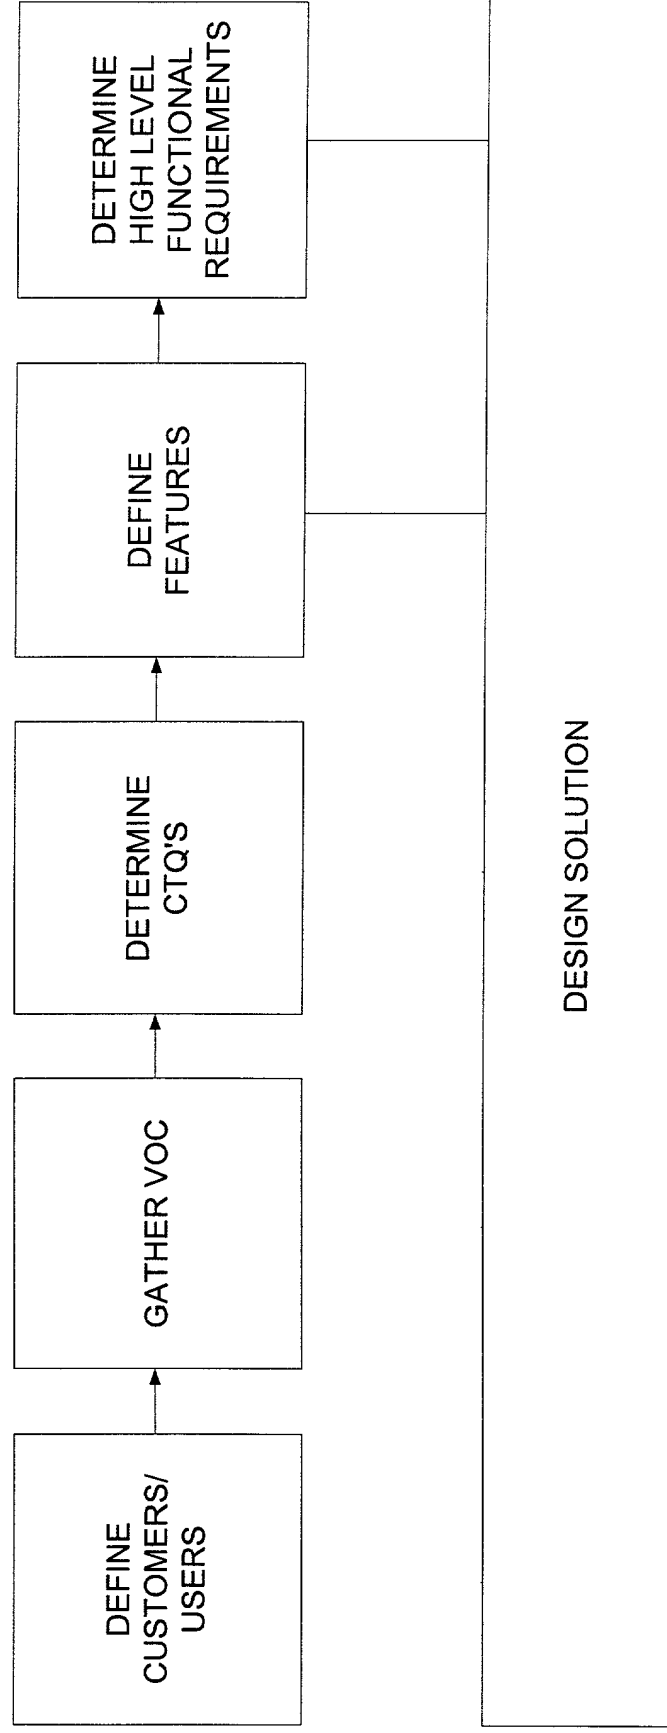 DEFINE
CUSTOMERS/
USERS
GATHER VOC
DETERMINE
CTQ'S
DEFINE
FEATURES
DETERMINE
HIGH LEVEL
FUNCTIONAL
REQUIREMENTS
DESIGN SOLUTION